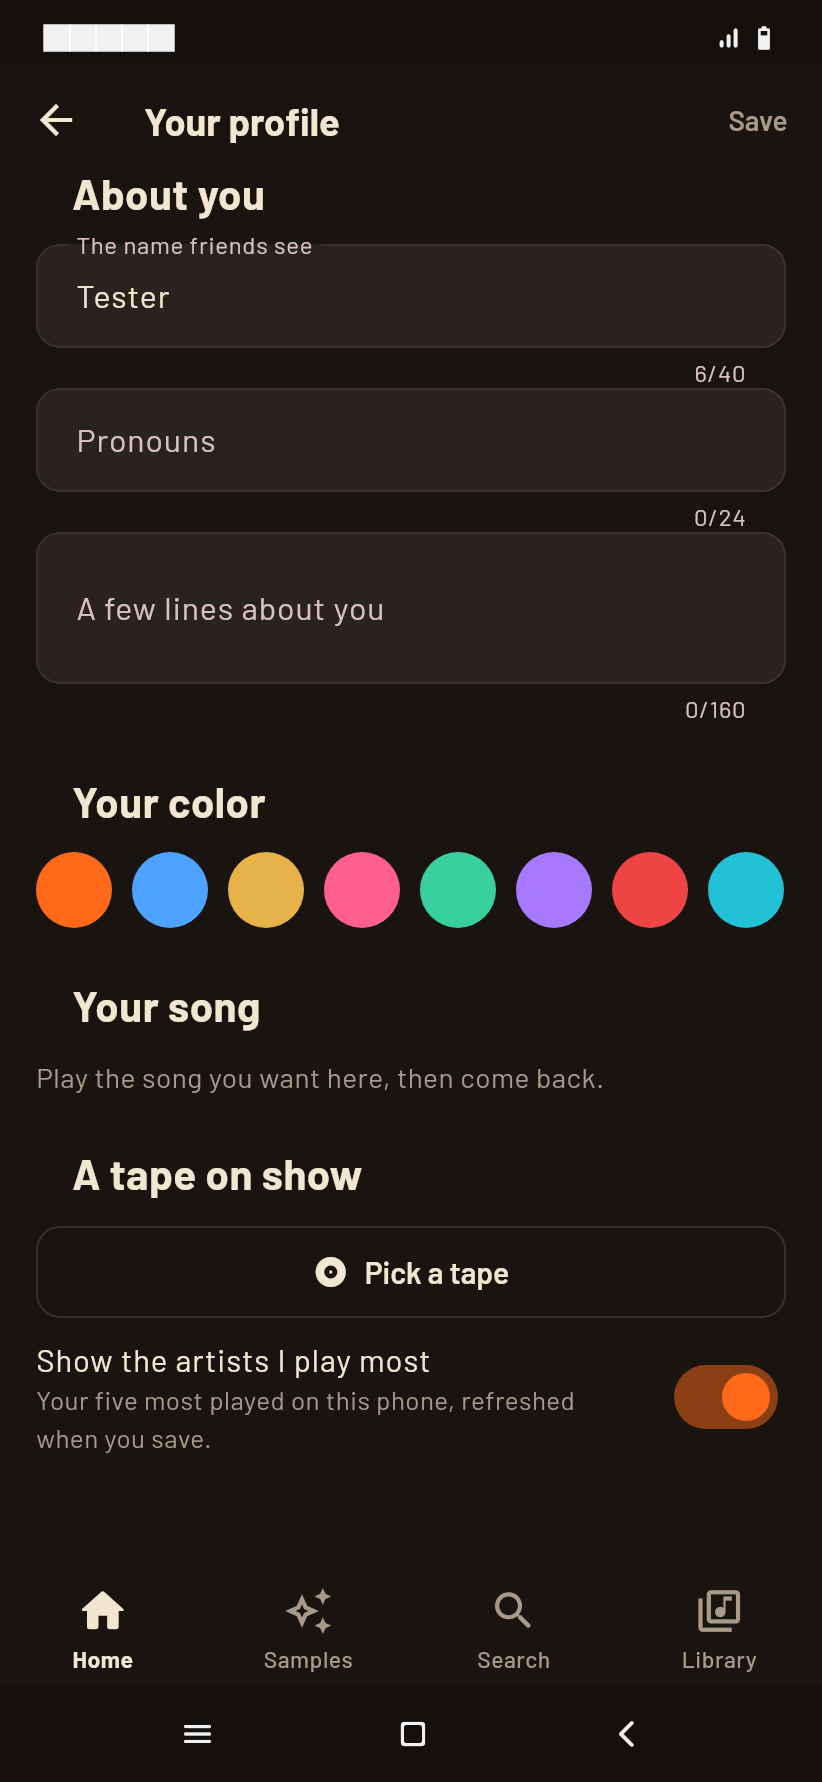 Your profile
Save
About you
The name friends see
Tester
6/40
Pronouns
0/24
A few lines about you
0/160
Your color
Your song
Play the song you want here, then come back.
A tape on show
Pick a tape
Show the artists I play most
Your five most played on this phone, refreshed
when you save.
Home
Samples
Search
Library